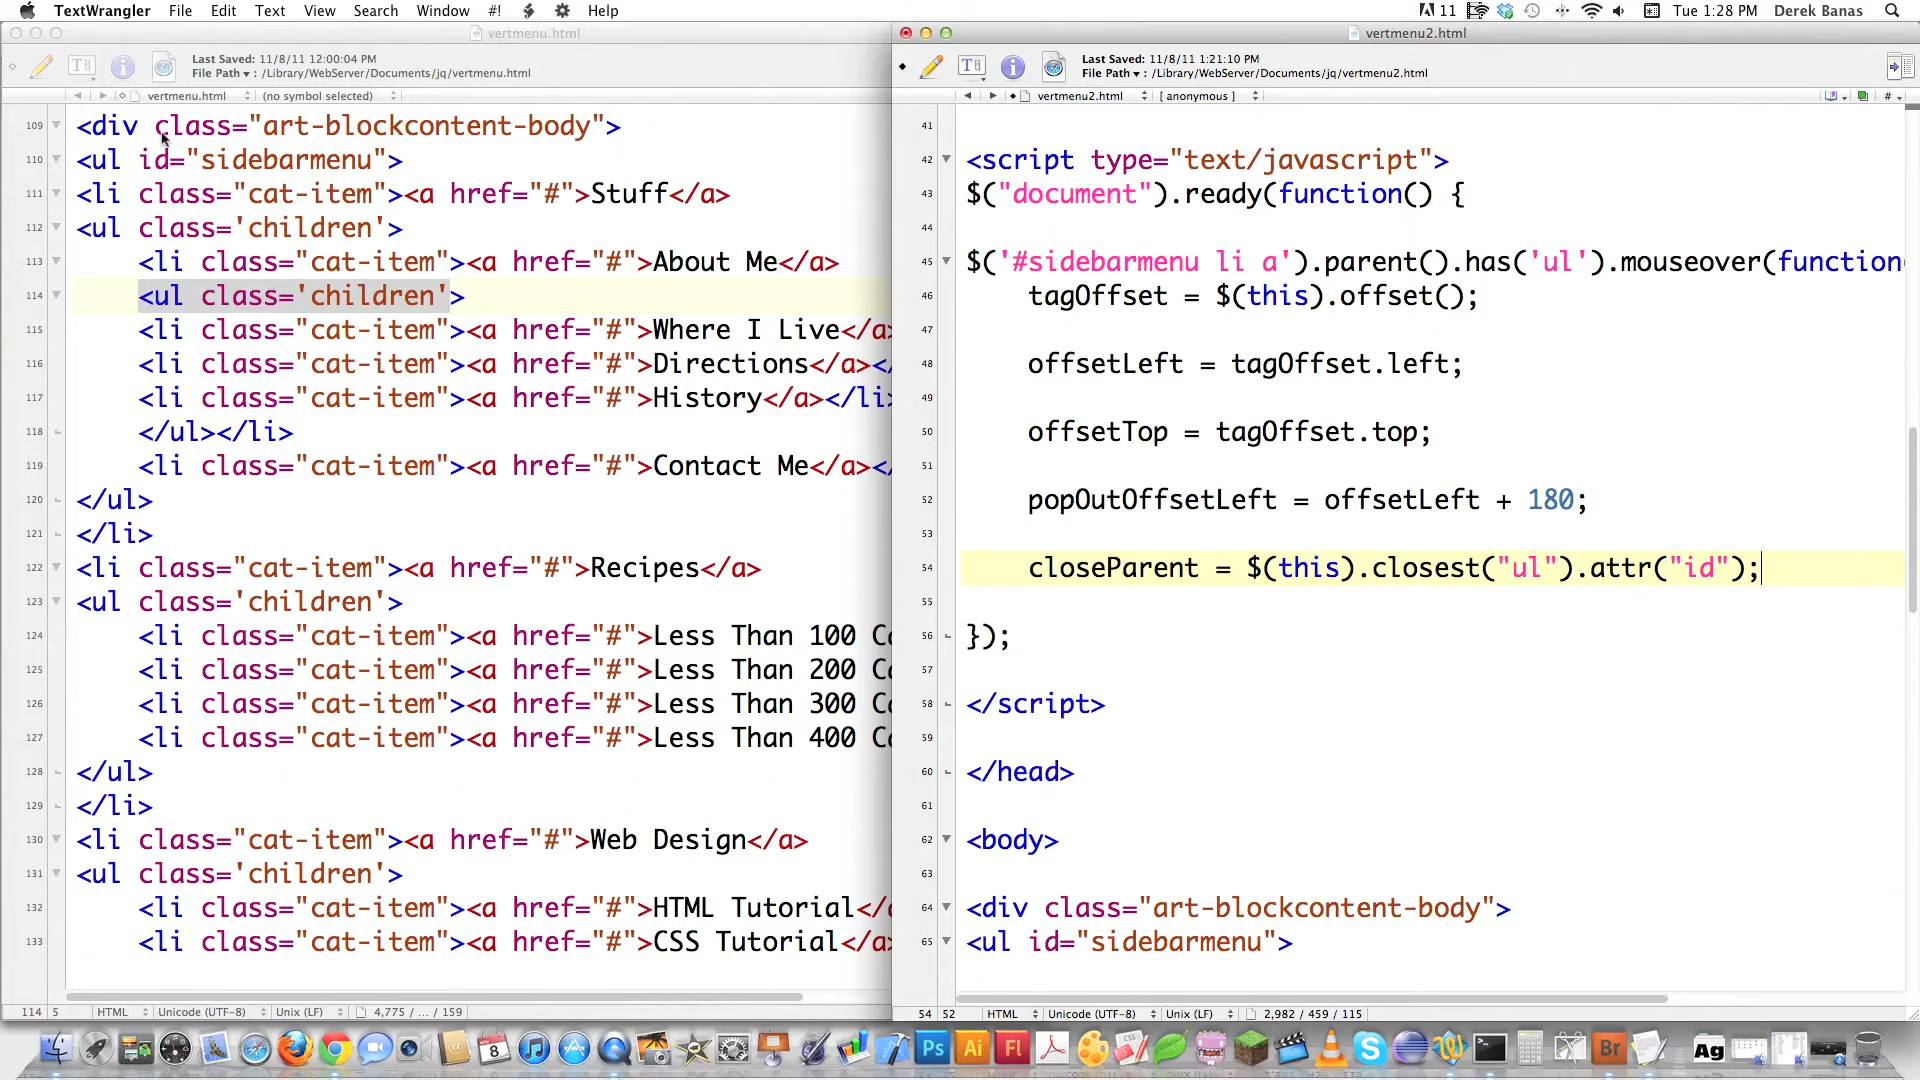 TextWrangler File Edit Text View Search Window #! Help
11 Tue 1:28 PM Derek Banas
vertmenu.html
Last Saved: 11/8/11 12:00:04 PM
File Path ▾ : /Library/WebServer/Documents/jq/vertmenu.html
vertmenu.html (no symbol selected)
109 <div class="art-blockcontent-body">
110 <ul id="sidebarmenu">
111 <li class="cat-item"><a href="#">Stuff</a>
112 <ul class='children'>
113 <li class="cat-item"><a href="#">About Me</a>
114 <ul class='children'>
115 <li class="cat-item"><a href="#">Where I Live</a>
116 <li class="cat-item"><a href="#">Directions</a><
117 <li class="cat-item"><a href="#">History</a></li>
118 </ul></li>
119 <li class="cat-item"><a href="#">Contact Me</a><
120 </ul>
121 </li>
122 <li class="cat-item"><a href="#">Recipes</a>
123 <ul class='children'>
124 <li class="cat-item"><a href="#">Less Than 100 Ca
125 <li class="cat-item"><a href="#">Less Than 200 Ca
126 <li class="cat-item"><a href="#">Less Than 300 Ca
127 <li class="cat-item"><a href="#">Less Than 400 Ca
128 </ul>
129 </li>
130 <li class="cat-item"><a href="#">Web Design</a>
131 <ul class='children'>
132 <li class="cat-item"><a href="#">HTML Tutorial</a
133 <li class="cat-item"><a href="#">CSS Tutorial</a>
114 5 HTML Unicode (UTF-8) Unix (LF) 4,775 / ... / 159
vertmenu2.html
Last Saved: 11/8/11 1:21:10 PM
File Path ▾ : /Library/WebServer/Documents/jq/vertmenu2.html
vertmenu2.html [ anonymous ] #
41
42 <script type="text/javascript">
43 $("document").ready(function() {
44
45 $('#sidebarmenu li a').parent().has('ul').mouseover(function
46 tagOffset = $(this).offset();
47
48 offsetLeft = tagOffset.left;
49
50 offsetTop = tagOffset.top;
51
52 popOutOffsetLeft = offsetLeft + 180;
53
54 closeParent = $(this).closest("ul").attr("id");
55
56 });
57
58 </script>
59
60 </head>
61
62 <body>
63
64 <div class="art-blockcontent-body">
65 <ul id="sidebarmenu">
54 52 HTML Unicode (UTF-8) Unix (LF) 2,982 / 459 / 115
8 Ps Ai Fl Br Ag